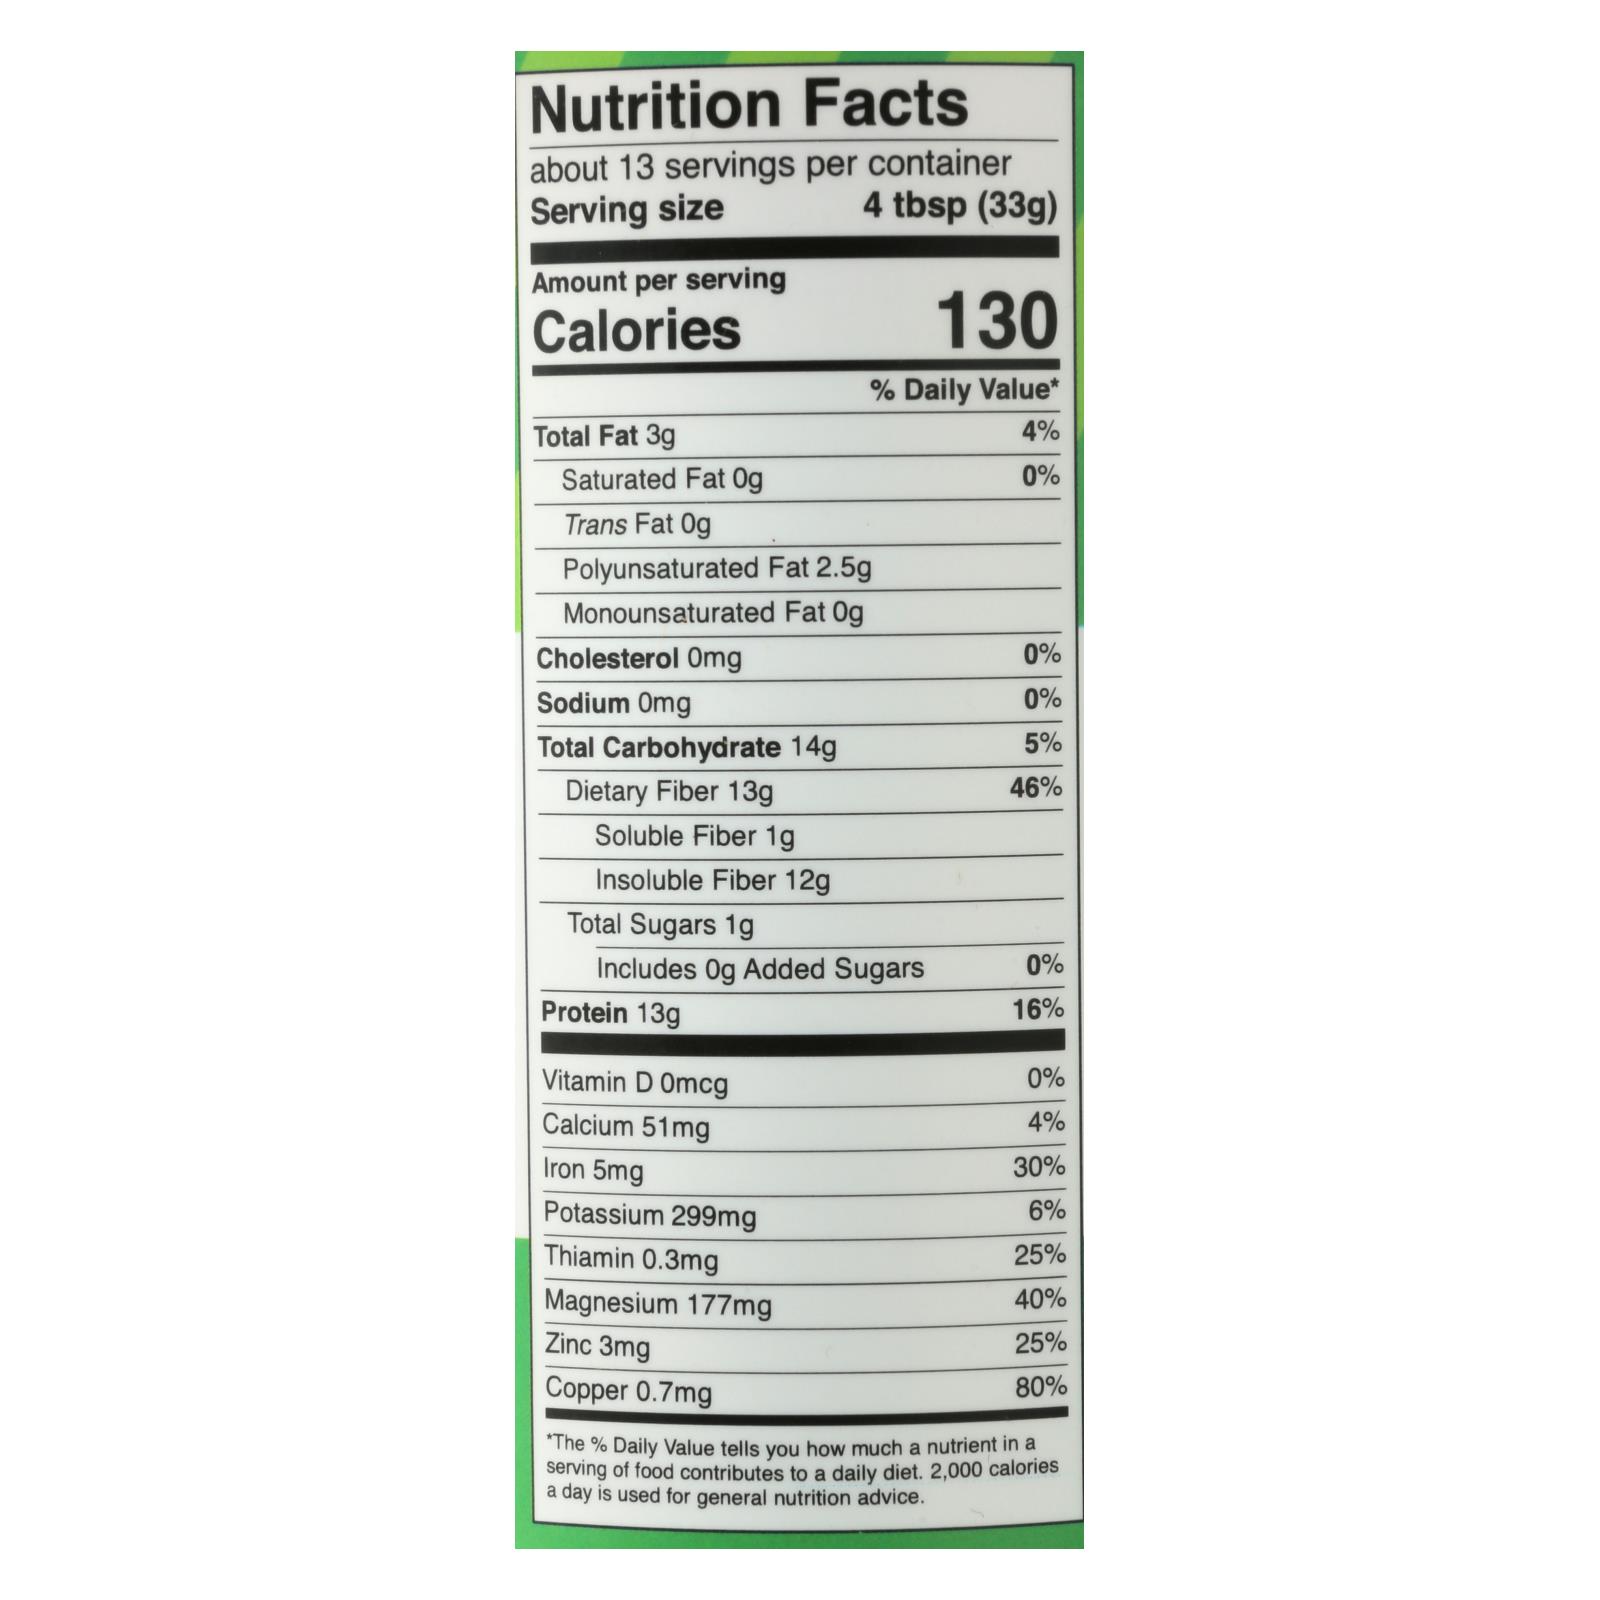 Nutrition Facts
about 13 servings per container
Serving size 4 tbsp (33g)
Amount per serving
Calories 130
% Daily Value*
Total Fat 3g 4%
Saturated Fat 0g 0%
Trans Fat 0g
Polyunsaturated Fat 2.5g
Monounsaturated Fat 0g
Cholesterol 0mg 0%
Sodium 0mg 0%
Total Carbohydrate 14g 5%
Dietary Fiber 13g 46%
Soluble Fiber 1g
Insoluble Fiber 12g
Total Sugars 1g
Includes 0g Added Sugars 0%
Protein 13g 16%
Vitamin D 0mcg 0%
Calcium 51mg 4%
Iron 5mg 30%
Potassium 299mg 6%
Thiamin 0.3mg 25%
Magnesium 177mg 40%
Zinc 3mg 25%
Copper 0.7mg 80%
*The % Daily Value tells you how much a nutrient in a
serving of food contributes to a daily diet. 2,000 calories
a day is used for general nutrition advice.